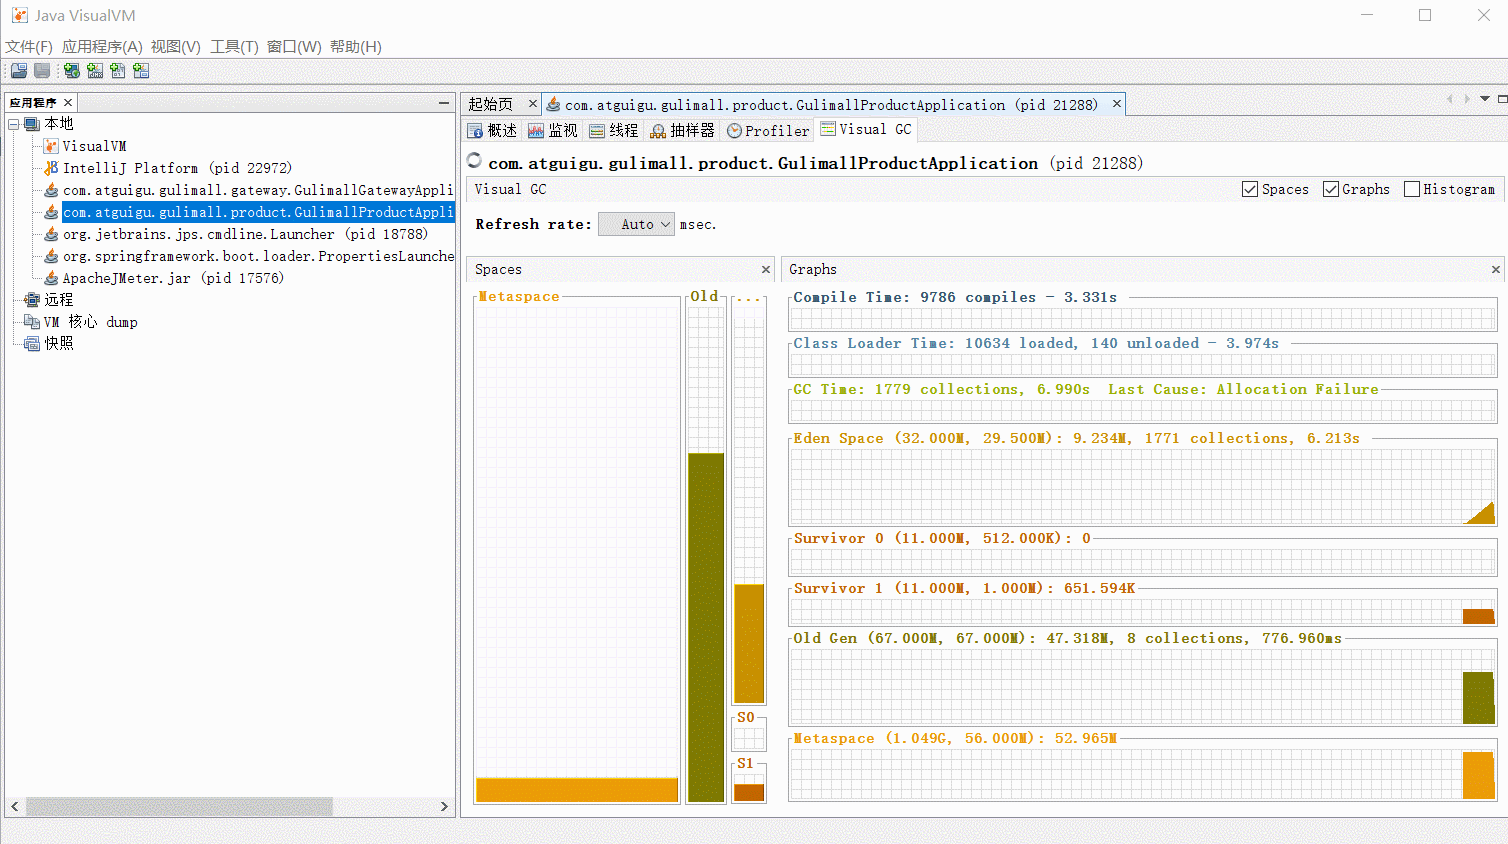 Java VisualVM
文件(F) 应用程序(A) 视图(V) 工具(T) 窗口(W) 帮助(H)
应用程序
本地
VisualVM
IntelliJ Platform (pid 22972)
com.atguigu.gulimall.gateway.GulimallGatewayAppli
com.atguigu.gulimall.product.GulimallProductAppli
org.jetbrains.jps.cmdline.Launcher (pid 18788)
org.springframework.boot.loader.PropertiesLaunche
ApacheJMeter.jar (pid 17576)
远程
VM 核心 dump
快照
起始页 com.atguigu.gulimall.product.GulimallProductApplication (pid 21288)
概述 监视 线程 抽样器 Profiler Visual GC
com.atguigu.gulimall.product.GulimallProductApplication (pid 21288)
Visual GC Spaces Graphs Histogram
Refresh rate: Auto msec.
Spaces
Metaspace Old ...
S0
S1
Graphs
Compile Time: 9786 compiles - 3.331s
Class Loader Time: 10634 loaded, 140 unloaded - 3.974s
GC Time: 1779 collections, 6.990s Last Cause: Allocation Failure
Eden Space (32.000M, 29.500M): 9.234M, 1771 collections, 6.213s
Survivor 0 (11.000M, 512.000K): 0
Survivor 1 (11.000M, 1.000M): 651.594K
Old Gen (67.000M, 67.000M): 47.318M, 8 collections, 776.960ms
Metaspace (1.049G, 56.000M): 52.965M